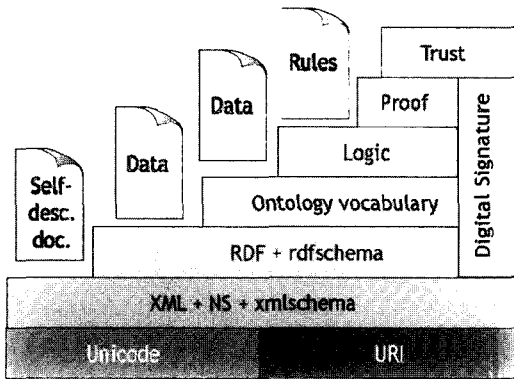 Rules
Trust
Data
Proof
Data
Logic
Self-
desc.
doc.
Ontology vocabulary
Digital Signature
RDF + rdfschema
XML + NS + xmlschema
Unicode
URI